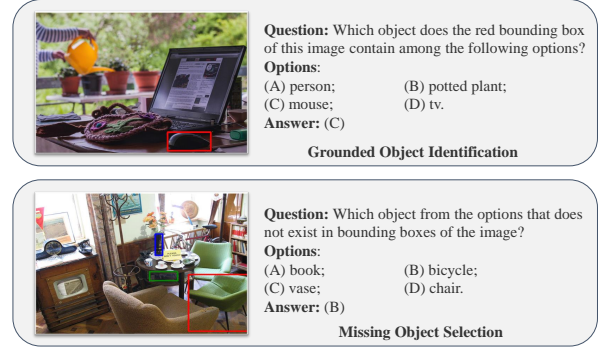 Question: Which object does the red bounding box
of this image contain among the following options?
Options:
(A) person; (B) potted plant;
(C) mouse; (D) tv.
Answer: (C)
Grounded Object Identification
Question: Which object from the options that does
not exist in bounding boxes of the image?
Options:
(A) book; (B) bicycle;
(C) vase; (D) chair.
Answer: (B)
Missing Object Selection